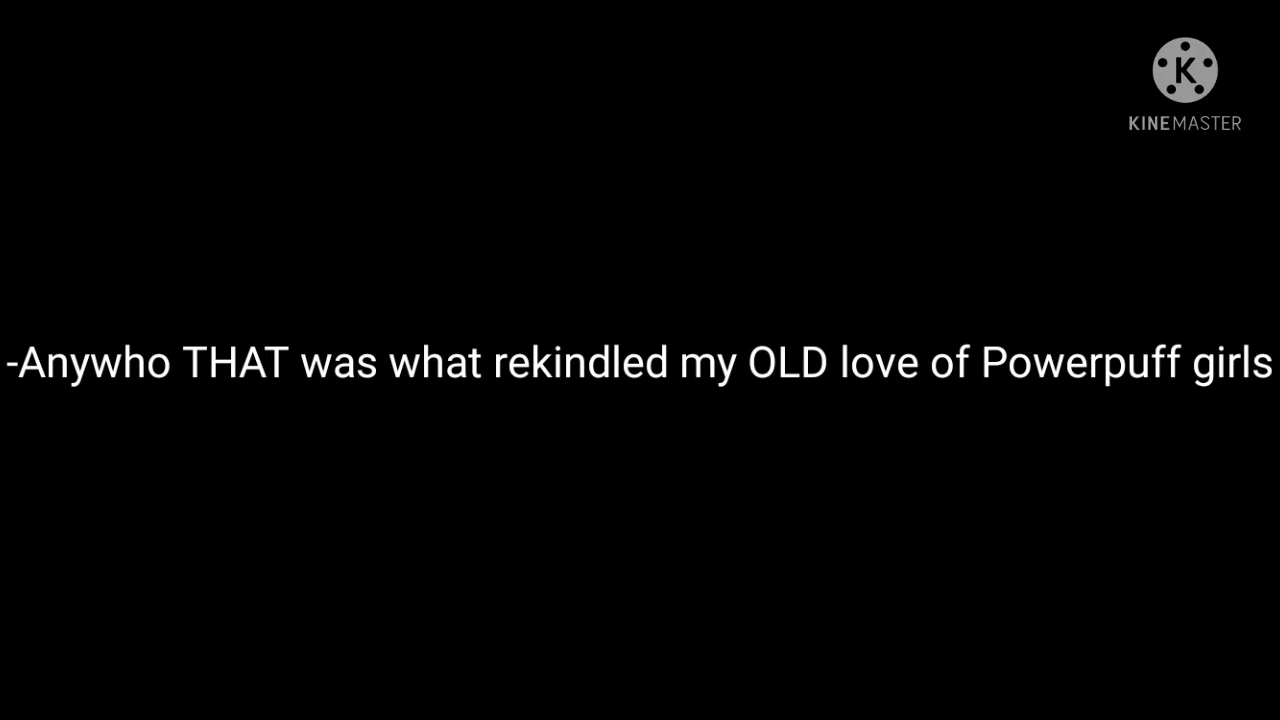 K
KINEMASTER
-Anywho THAT was what rekindled my OLD love of Powerpuff girls